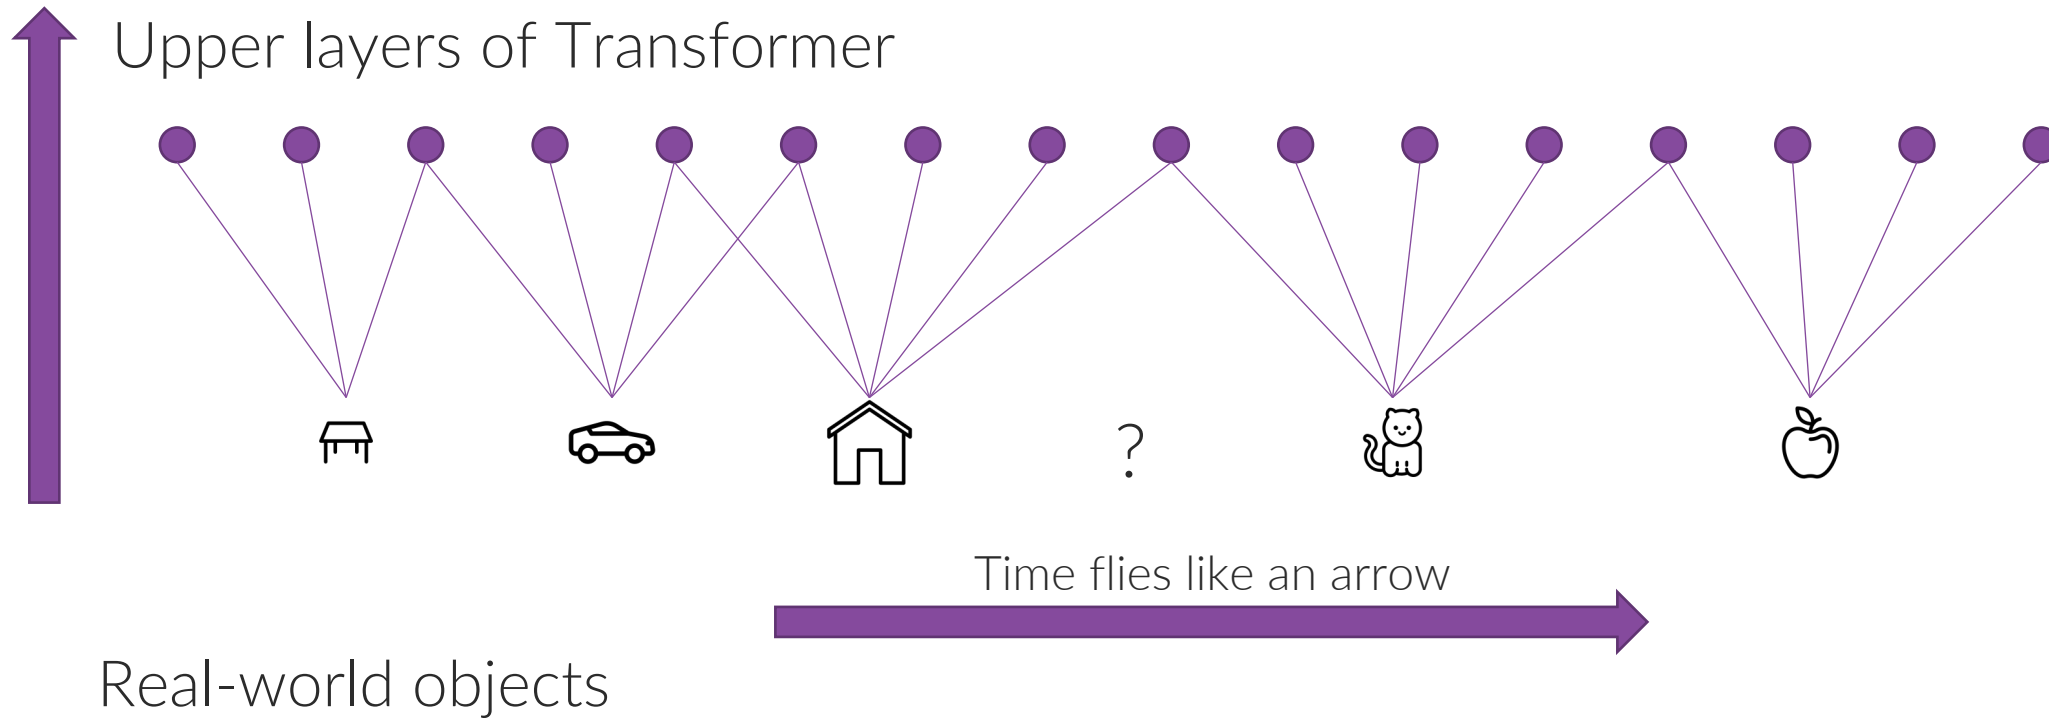 Upper layers of Transformer
?
Time flies like an arrow
Real-world objects